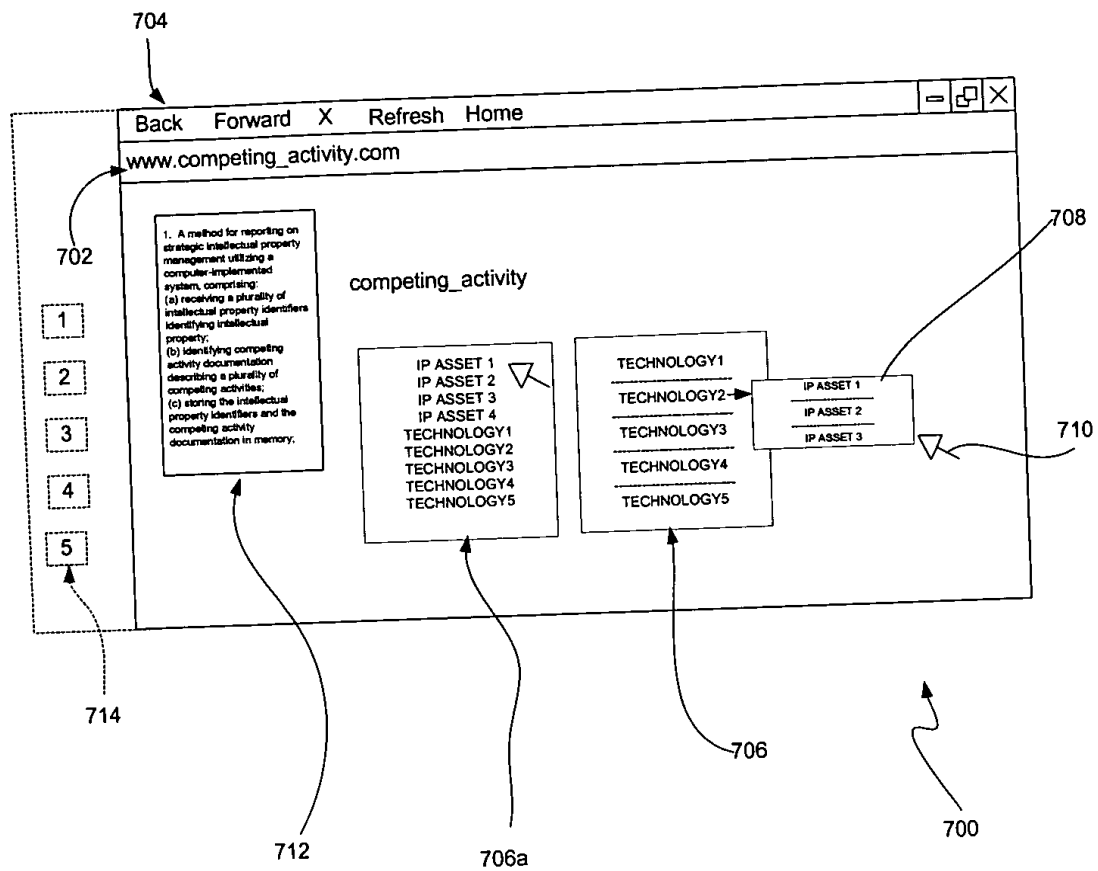 704
Back Forward X Refresh Home
www.competing_activity.com
702
708
1. A method for reporting on
strategic intellectual property
management utilizing a
computer-implemented
system, comprising:
(a) receiving a plurality of
intellectual property identifiers
identifying intellectual
property;
(b) identifying competing
activity documentation
describing a plurality of
competing activities;
(c) storing the intellectual
property identifiers and the
competing activity
documentation in memory;
competing_activity
1
2
3
4
5
IP ASSET 1
IP ASSET 2
IP ASSET 3
IP ASSET 4
TECHNOLOGY1
TECHNOLOGY2
TECHNOLOGY3
TECHNOLOGY4
TECHNOLOGY5
TECHNOLOGY1
TECHNOLOGY2
TECHNOLOGY3
TECHNOLOGY4
TECHNOLOGY5
IP ASSET 1
IP ASSET 2
IP ASSET 3
710
714
706
712
706a
700